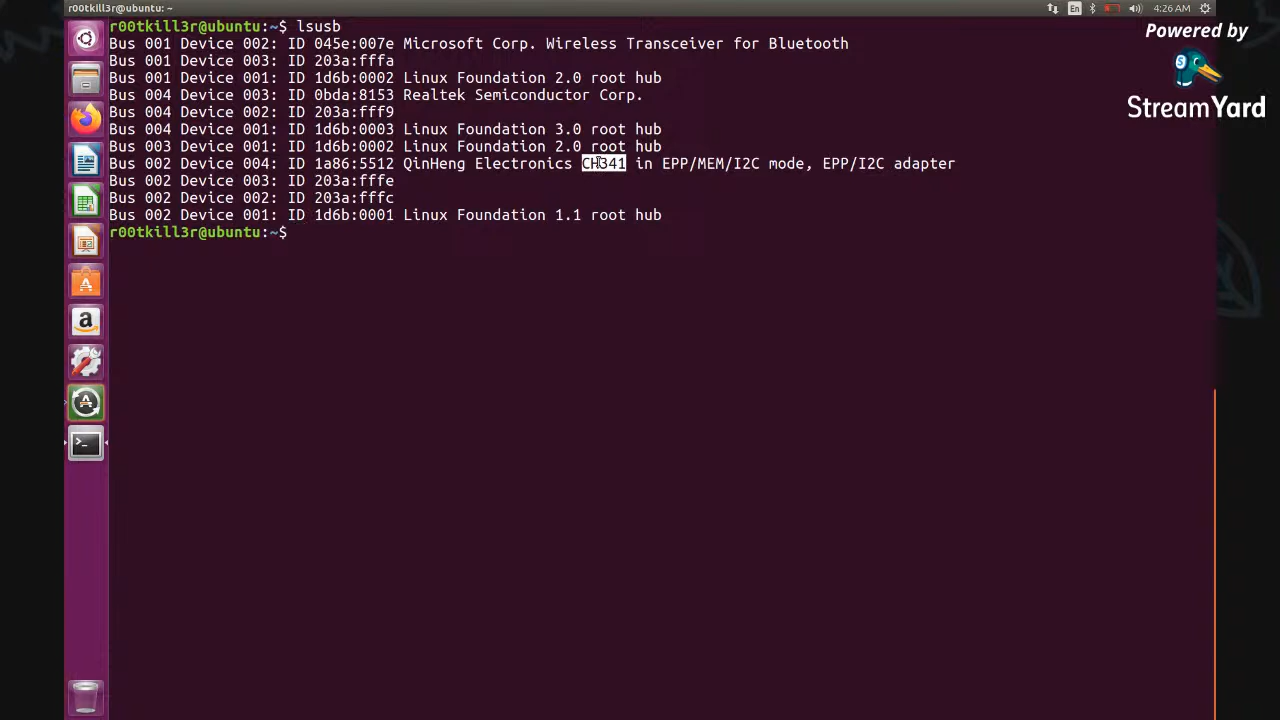 r00tkill3r@ubuntu: ~
En
4:26 AM
Powered by
StreamYard
r00tkill3r@ubuntu:~$ lsusb
Bus 001 Device 002: ID 045e:007e Microsoft Corp. Wireless Transceiver for Bluetooth
Bus 001 Device 003: ID 203a:fffa
Bus 001 Device 001: ID 1d6b:0002 Linux Foundation 2.0 root hub
Bus 004 Device 003: ID 0bda:8153 Realtek Semiconductor Corp.
Bus 004 Device 002: ID 203a:fff9
Bus 004 Device 001: ID 1d6b:0003 Linux Foundation 3.0 root hub
Bus 003 Device 001: ID 1d6b:0002 Linux Foundation 2.0 root hub
Bus 002 Device 004: ID 1a86:5512 QinHeng Electronics CH341 in EPP/MEM/I2C mode, EPP/I2C adapter
Bus 002 Device 003: ID 203a:fffe
Bus 002 Device 002: ID 203a:fffc
Bus 002 Device 001: ID 1d6b:0001 Linux Foundation 1.1 root hub
r00tkill3r@ubuntu:~$